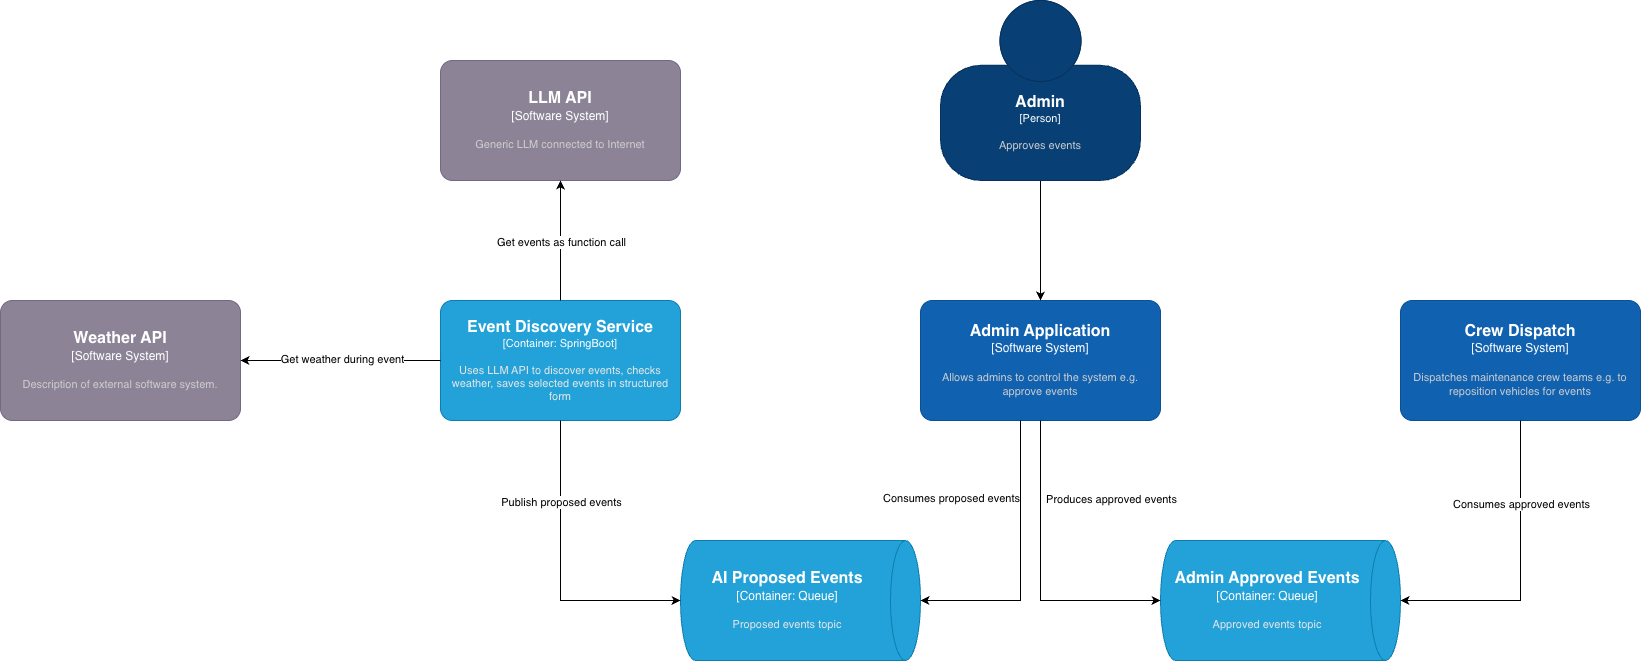 LLM API
[Software System]
Generic LLM connected to Internet
Admin
[Person]
Approves events
Get events as function call
Weather API
[Software System]
Description of external software system.
Get weather during event
Event Discovery Service
[Container: SpringBoot]
Uses LLM API to discover events, checks
weather, saves selected events in structured
form
Admin Application
[Software System]
Allows admins to control the system e.g.
approve events
Crew Dispatch
[Software System]
Dispatches maintenance crew teams e.g. to
reposition vehicles for events
Publish proposed events
Consumes proposed events
Produces approved events
Consumes approved events
AI Proposed Events
[Container: Queue]
Proposed events topic
Admin Approved Events
[Container: Queue]
Approved events topic